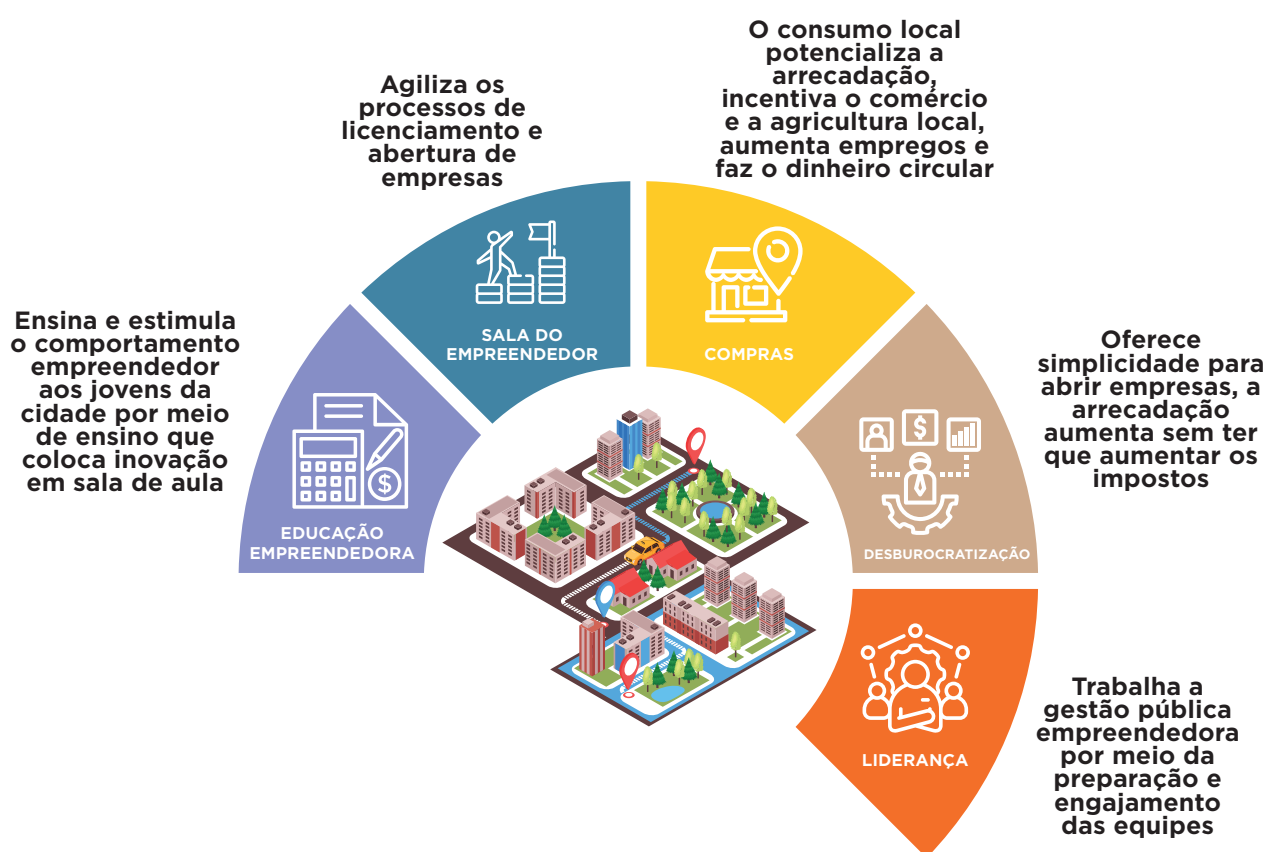 Ensina e estimula
o comportamento
empreendedor
aos jovens da
cidade por meio
de ensino que
coloca inovação
em sala de aula
EDUCAÇÃO
EMPREENDEDORA
Agiliza os
processos de
licenciamento e
abertura de
empresas
SALA DO
EMPREENDEDOR
O consumo local
potencializa a
arrecadação,
incentiva o comércio
e a agricultura local,
aumenta empregos e
faz o dinheiro circular
COMPRAS
Oferece
simplicidade para
abrir empresas, a
arrecadação
aumenta sem ter
que aumentar os
impostos
DESBUROCRATIZAÇÃO
Trabalha a
gestão pública
empreendedora
por meio da
preparação e
engajamento
das equipes
LIDERANÇA